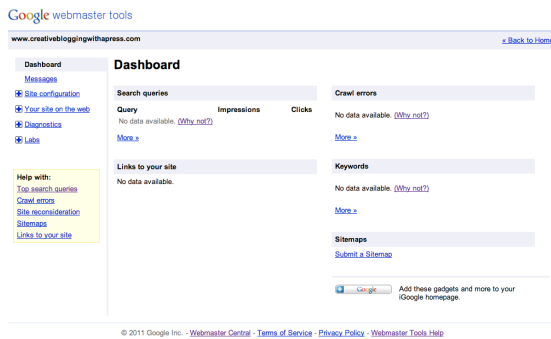 Google webmaster tools
www.creativebloggingwithapress.com
« Back to Home
Dashboard
Messages
Site configuration
Your site on the web
Diagnostics
Labs
Help with:
Top search queries
Crawl errors
Site reconsideration
Sitemaps
Links to your site
Dashboard
Search queries
Query Impressions Clicks
No data available. (Why not?)
More »
Links to your site
No data available.
Crawl errors
No data available. (Why not?)
More »
Keywords
No data available. (Why not?)
More »
Sitemaps
Submit a Sitemap
Google
Add these gadgets and more to your
iGoogle homepage.
© 2011 Google Inc. - Webmaster Central - Terms of Service - Privacy Policy - Webmaster Tools Help